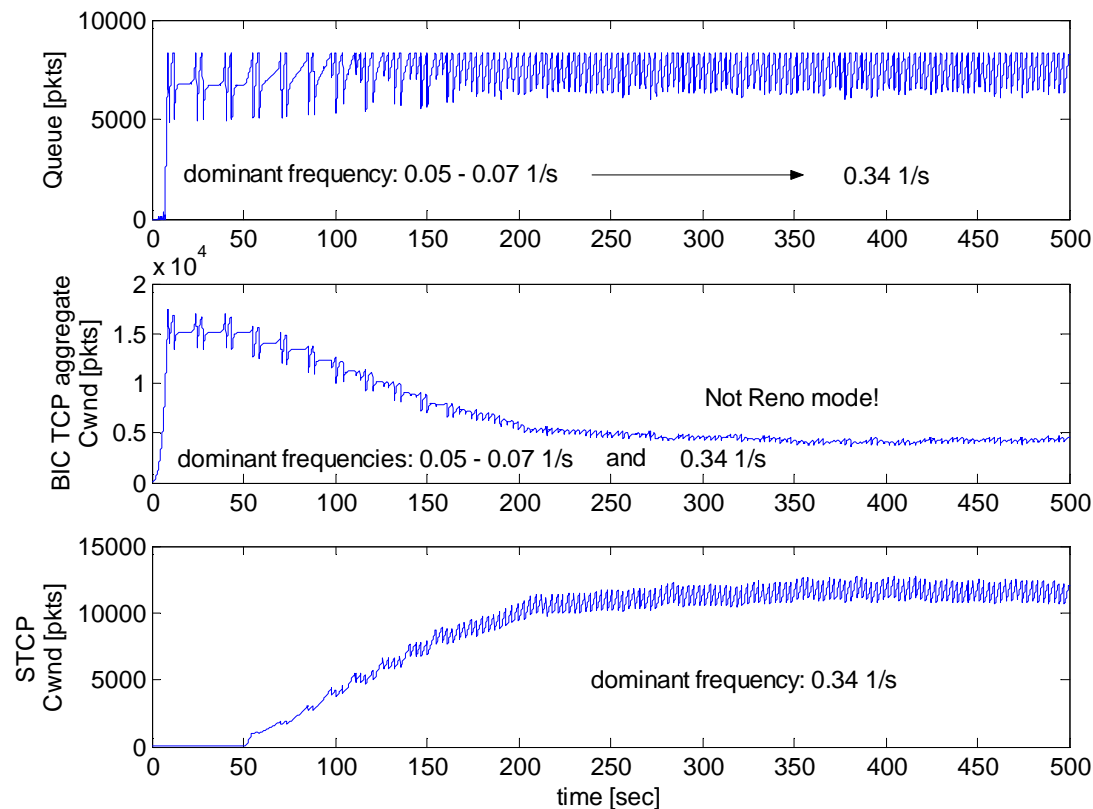 10000
5000
0
Queue [pkts]
dominant frequency: 0.05 - 0.07 1/s
0.34 1/s
0 50 100 150 200 250 300 350 400 450 500
x 10^4
2
1.5
1
0.5
0
BIC TCP aggregate
Cwnd [pkts]
Not Reno mode!
dominant frequencies: 0.05 - 0.07 1/s and 0.34 1/s
0 50 100 150 200 250 300 350 400 450 500
15000
10000
5000
0
STCP
Cwnd [pkts]
dominant frequency: 0.34 1/s
0 50 100 150 200 250 300 350 400 450 500
time [sec]